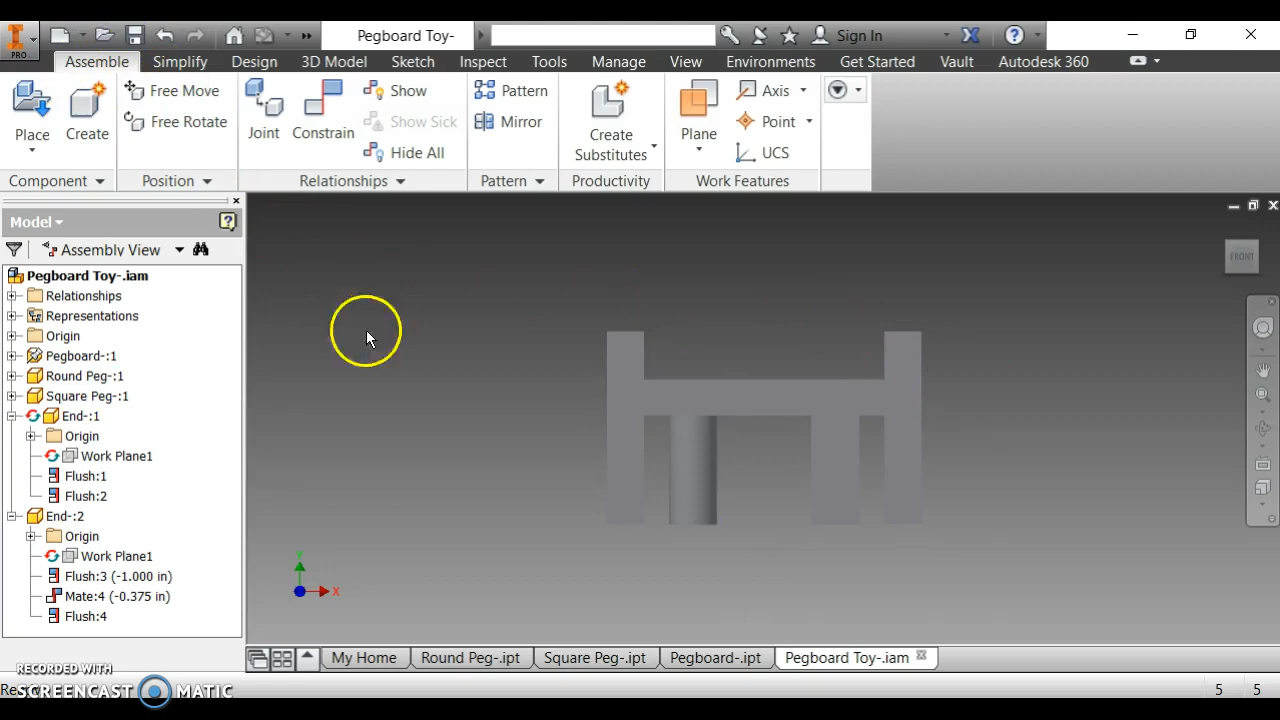 PRO
Pegboard Toy-
Sign In
Assemble Simplify Design 3D Model Sketch Inspect Tools Manage View Environments Get Started Vault Autodesk 360
Place
Create
Free Move
Free Rotate
Joint
Constrain
Show
Show Sick
Hide All
Pattern
Mirror
Create
Substitutes
Plane
Axis
Point
UCS
Component Position Relationships Pattern Productivity Work Features
Model
Assembly View
Pegboard Toy-.iam
Relationships
Representations
Origin
Pegboard-:1
Round Peg-:1
Square Peg-:1
End-:1
Origin
Work Plane1
Flush:1
Flush:2
End-:2
Origin
Work Plane1
Flush:3 (-1.000 in)
Mate:4 (-0.375 in)
Flush:4
FRONT
Y
X
My Home Round Peg-.ipt Square Peg-.ipt Pegboard-.ipt Pegboard Toy-.iam
RECORDED WITH
SCREENCAST MATIC
5 5